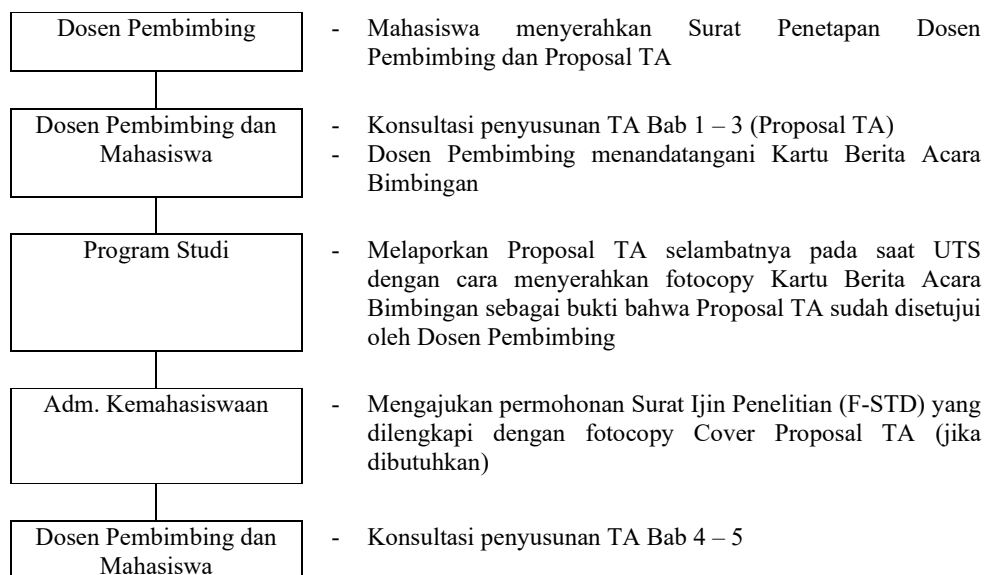 Dosen Pembimbing
- Mahasiswa menyerahkan Surat Penetapan Dosen
Pembimbing dan Proposal TA
Dosen Pembimbing dan
Mahasiswa
- Konsultasi penyusunan TA Bab 1 – 3 (Proposal TA)
- Dosen Pembimbing menandatangani Kartu Berita Acara
Bimbingan
Program Studi
- Melaporkan Proposal TA selambatnya pada saat UTS
dengan cara menyerahkan fotocopy Kartu Berita Acara
Bimbingan sebagai bukti bahwa Proposal TA sudah disetujui
oleh Dosen Pembimbing
Adm. Kemahasiswaan
- Mengajukan permohonan Surat Ijin Penelitian (F-STD) yang
dilengkapi dengan fotocopy Cover Proposal TA (jika
dibutuhkan)
Dosen Pembimbing dan
Mahasiswa
- Konsultasi penyusunan TA Bab 4 – 5